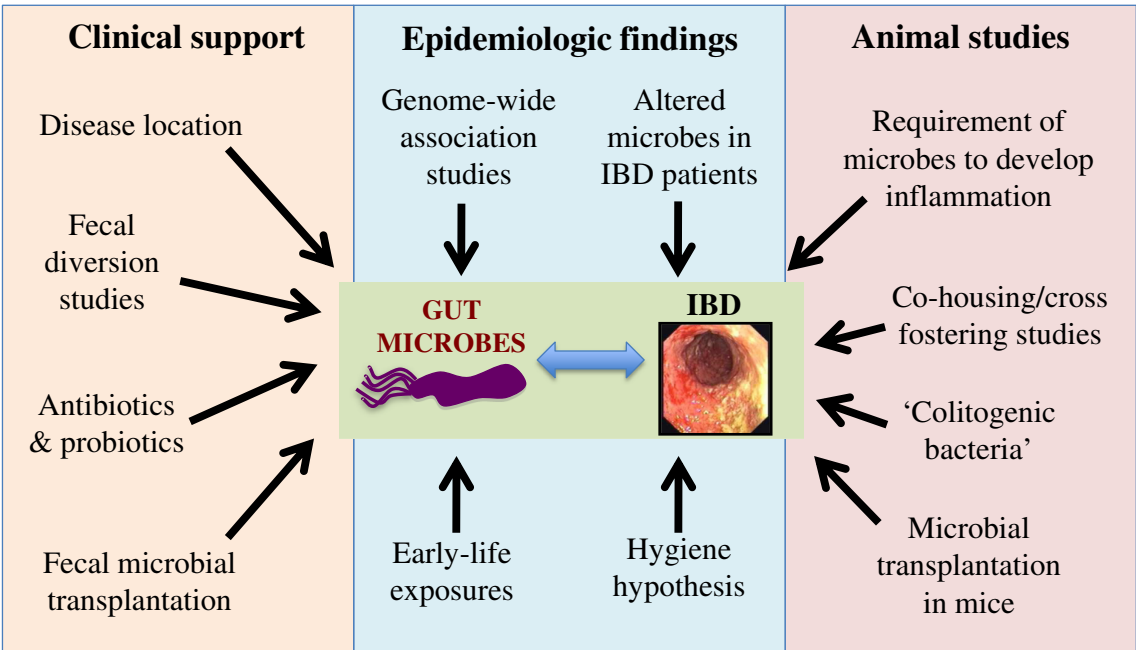 Clinical support
Disease location
Fecal
diversion
studies
Antibiotics
& probiotics
Fecal microbial
transplantation
Epidemiologic findings
Genome-wide
association
studies
Altered
microbes in
IBD patients
GUT
MICROBES
IBD
Early-life
exposures
Hygiene
hypothesis
Animal studies
Requirement of
microbes to develop
inflammation
Co-housing/cross
fostering studies
‘Colitogenic
bacteria’
Microbial
transplantation
in mice